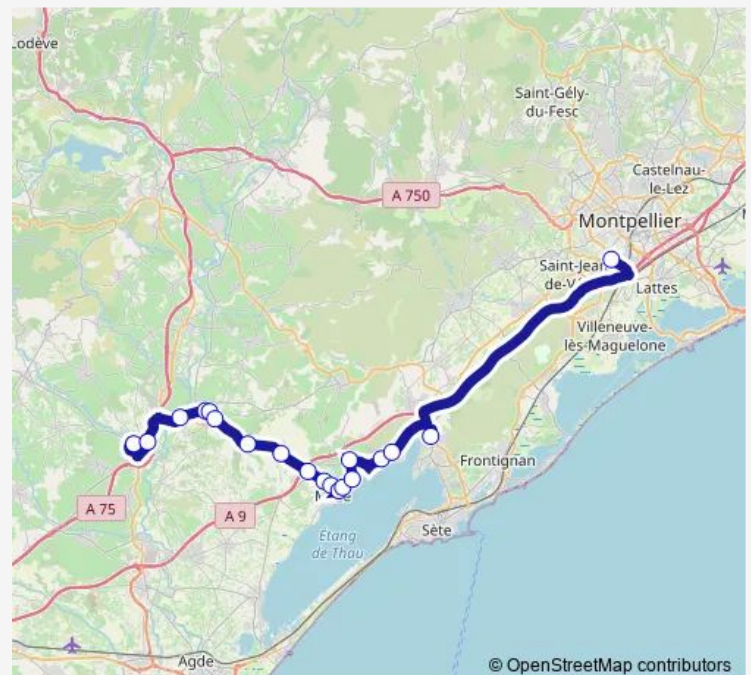 Lodève
Saint-Gély-
du-Fesc
Castelnau-
le-Lez
A 750
Montpellier
Saint-Jean
de-V
Lattes
Villeneuve-
lès-Maguelone
Frontignan
A 75
A 9
Sète
Étang
de Thau
Agde
© OpenStreetMap contributors